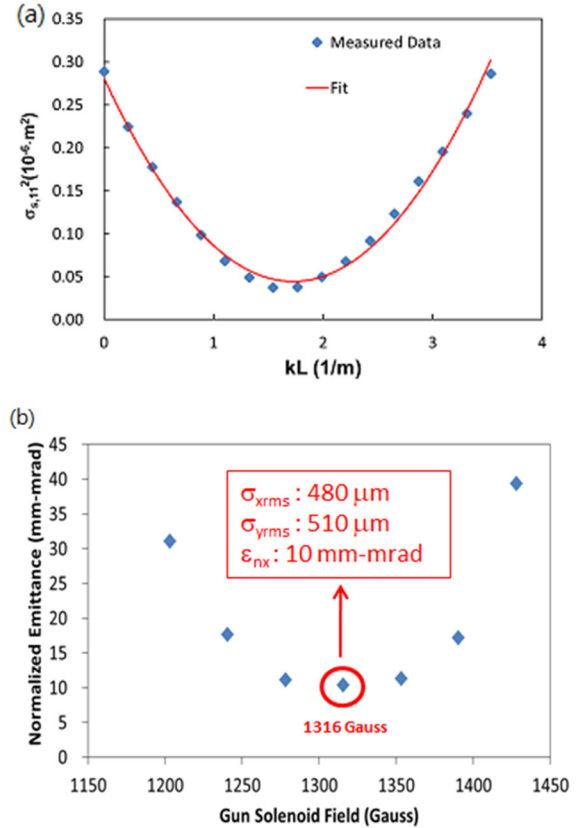 (a)
0.35
0.30
0.25
0.20
0.15
0.10
0.05
0.00
σs,11²(10⁻⁶·m²)
Measured Data
Fit
0
1
2
3
4
kL (1/m)
(b)
45
40
35
30
25
20
15
10
5
0
Normalized Emittance (mm-mrad)
σxrms : 480 μm
σyrms : 510 μm
εnx : 10 mm-mrad
1316 Gauss
1150
1200
1250
1300
1350
1400
1450
Gun Solenoid Field (Gauss)